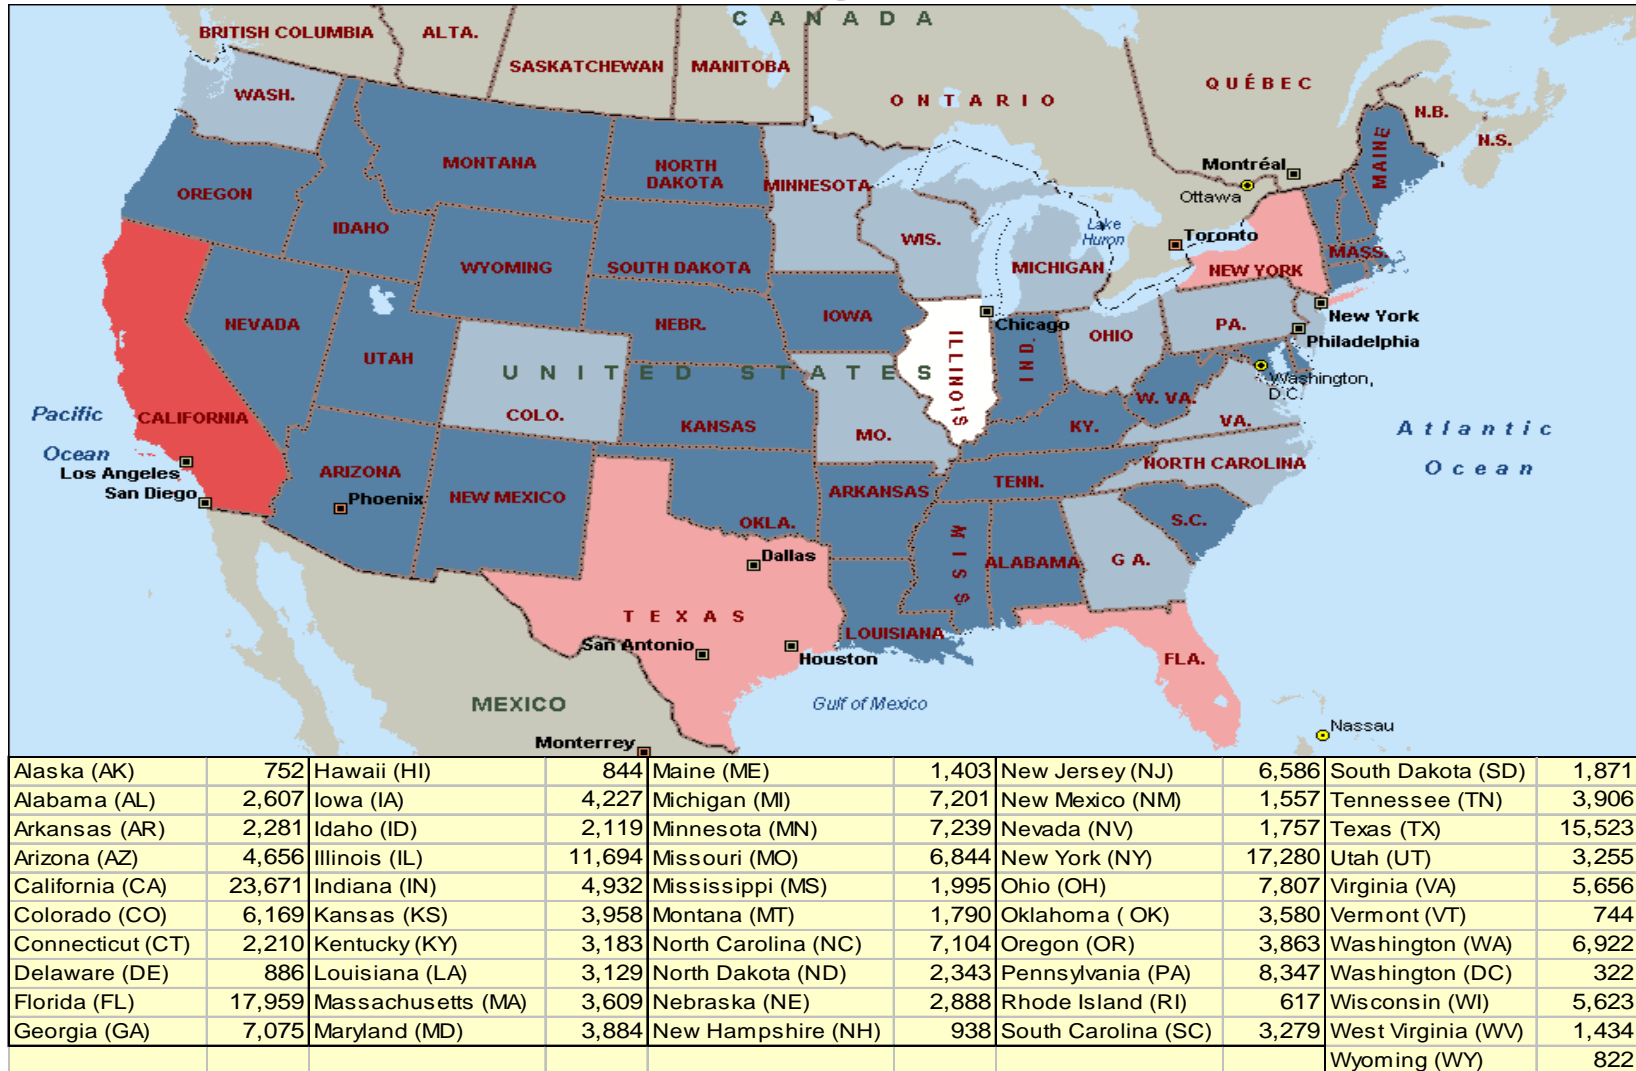 CANADA
BRITISH COLUMBIA
ALTA.
SASKATCHEWAN
MANITOBA
ONTARIO
QUÉBEC
N.B.
N.S.
WASH.
MONTANA
NORTH
DAKOTA
MINNESOTA
MAINE
Montréal
Ottawa
OREGON
IDAHO
WYOMING
SOUTH DAKOTA
WIS.
MICHIGAN
Lake
Huron
Toronto
NEW YORK
MASS.
NEVADA
UTAH
NEBR.
IOWA
ILLINOIS
Chicago
IND.
OHIO
PA.
New York
Philadelphia
UNITED STATES
COLO.
KANSAS
MO.
KY.
W. VA.
VA.
Washington,
D.C.
Pacific
Ocean
CALIFORNIA
Los Angeles
San Diego
ARIZONA
Phoenix
NEW MEXICO
OKLA.
ARKANSAS
TENN.
NORTH CAROLINA
S.C.
Atlantic
Ocean
Dallas
MISS
ALABAMA
GA.
TEXAS
San Antonio
Houston
LOUISIANA
FLA.
MEXICO
Gulf of Mexico
Monterrey
Nassau
Alaska (AK) 752 Hawaii (HI) 844 Maine (ME) 1,403 New Jersey (NJ) 6,586 South Dakota (SD) 1,871
Alabama (AL) 2,607 Iowa (IA) 4,227 Michigan (MI) 7,201 New Mexico (NM) 1,557 Tennessee (TN) 3,906
Arkansas (AR) 2,281 Idaho (ID) 2,119 Minnesota (MN) 7,239 Nevada (NV) 1,757 Texas (TX) 15,523
Arizona (AZ) 4,656 Illinois (IL) 11,694 Missouri (MO) 6,844 New York (NY) 17,280 Utah (UT) 3,255
California (CA) 23,671 Indiana (IN) 4,932 Mississippi (MS) 1,995 Ohio (OH) 7,807 Virginia (VA) 5,656
Colorado (CO) 6,169 Kansas (KS) 3,958 Montana (MT) 1,790 Oklahoma ( OK) 3,580 Vermont (VT) 744
Connecticut (CT) 2,210 Kentucky (KY) 3,183 North Carolina (NC) 7,104 Oregon (OR) 3,863 Washington (WA) 6,922
Delaware (DE) 886 Louisiana (LA) 3,129 North Dakota (ND) 2,343 Pennsylvania (PA) 8,347 Washington (DC) 322
Florida (FL) 17,959 Massachusetts (MA) 3,609 Nebraska (NE) 2,888 Rhode Island (RI) 617 Wisconsin (WI) 5,623
Georgia (GA) 7,075 Maryland (MD) 3,884 New Hampshire (NH) 938 South Carolina (SC) 3,279 West Virginia (WV) 1,434
Wyoming (WY) 822